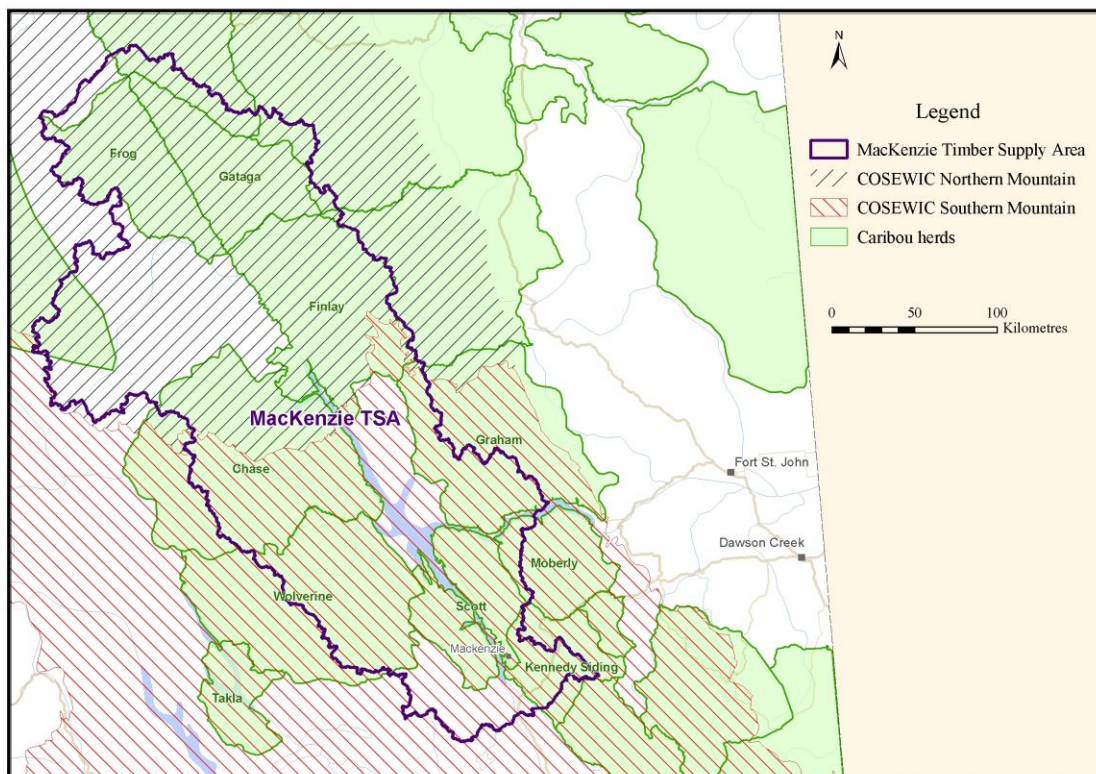 N
Legend
MacKenzie Timber Supply Area
COSEWIC Northern Mountain
COSEWIC Southern Mountain
Caribou herds
0 50 100
Kilometres
Frog
Gataga
Finlay
MacKenzie TSA
Graham
Chase
Fort St. John
Dawson Creek
Moberly
Wolverine
Scott
Mackenzie
Kennedy Siding
Takla